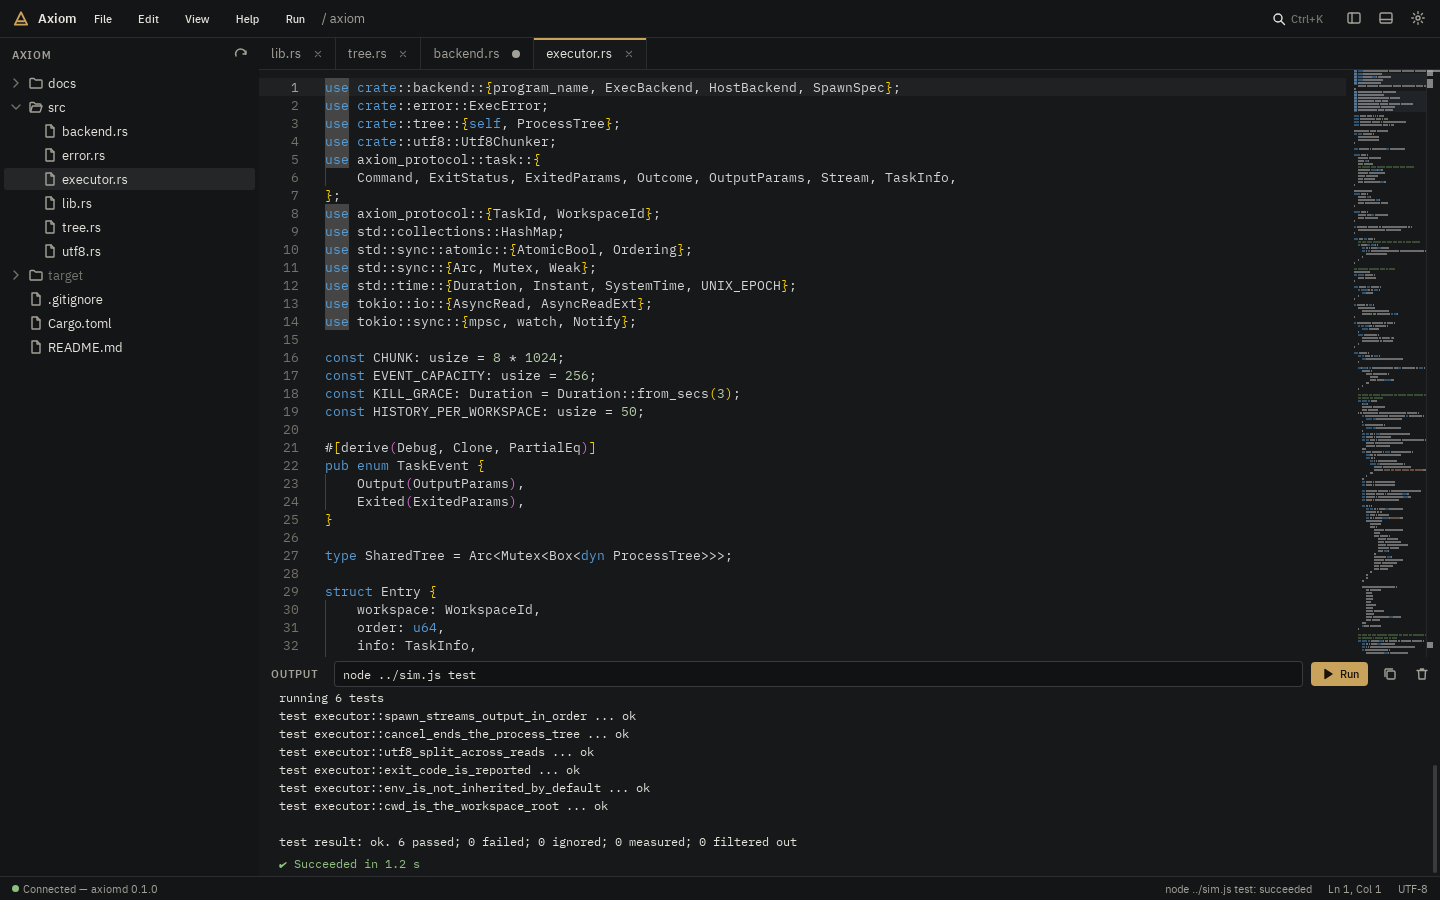 Axiom File Edit View Help Run / axiom Ctrl+K
AXIOM
docs
src
backend.rs
error.rs
executor.rs
lib.rs
tree.rs
utf8.rs
target
.gitignore
Cargo.toml
README.md
lib.rs × tree.rs × backend.rs ● executor.rs ×
1 use crate::backend::{program_name, ExecBackend, HostBackend, SpawnSpec};
2 use crate::error::ExecError;
3 use crate::tree::{self, ProcessTree};
4 use crate::utf8::Utf8Chunker;
5 use axiom_protocol::task::{
6 Command, ExitStatus, ExitedParams, Outcome, OutputParams, Stream, TaskInfo,
7 };
8 use axiom_protocol::{TaskId, WorkspaceId};
9 use std::collections::HashMap;
10 use std::sync::atomic::{AtomicBool, Ordering};
11 use std::sync::{Arc, Mutex, Weak};
12 use std::time::{Duration, Instant, SystemTime, UNIX_EPOCH};
13 use tokio::io::{AsyncRead, AsyncReadExt};
14 use tokio::sync::{mpsc, watch, Notify};
15
16 const CHUNK: usize = 8 * 1024;
17 const EVENT_CAPACITY: usize = 256;
18 const KILL_GRACE: Duration = Duration::from_secs(3);
19 const HISTORY_PER_WORKSPACE: usize = 50;
20
21 #[derive(Debug, Clone, PartialEq)]
22 pub enum TaskEvent {
23 Output(OutputParams),
24 Exited(ExitedParams),
25 }
26
27 type SharedTree = Arc<Mutex<Box<dyn ProcessTree>>>;
28
29 struct Entry {
30 workspace: WorkspaceId,
31 order: u64,
32 info: TaskInfo,
OUTPUT node ../sim.js test Run
running 6 tests
test executor::spawn_streams_output_in_order ... ok
test executor::cancel_ends_the_process_tree ... ok
test executor::utf8_split_across_reads ... ok
test executor::exit_code_is_reported ... ok
test executor::env_is_not_inherited_by_default ... ok
test executor::cwd_is_the_workspace_root ... ok
test result: ok. 6 passed; 0 failed; 0 ignored; 0 measured; 0 filtered out
✔ Succeeded in 1.2 s
Connected — axiomd 0.1.0 node ../sim.js test: succeeded Ln 1, Col 1 UTF-8